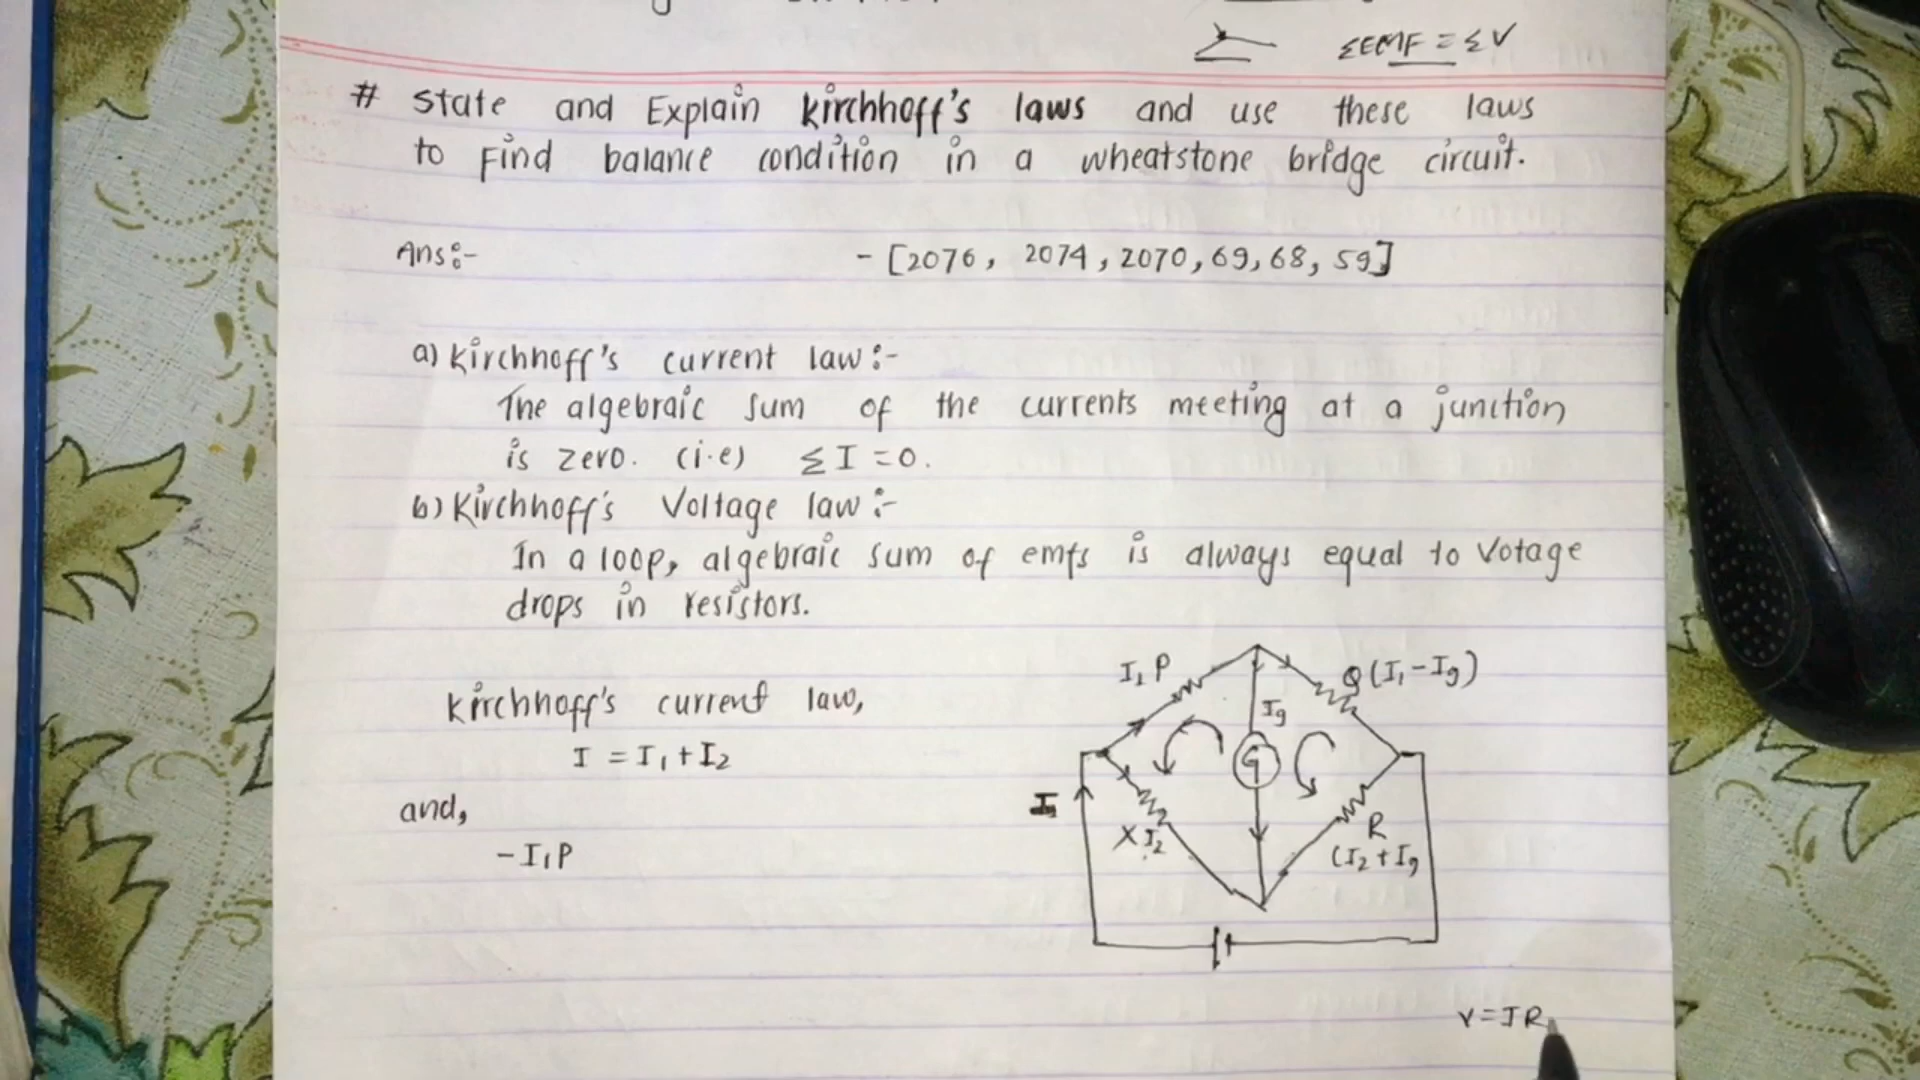 ΣEMF = ΣV
# State and Explain Kirchhoff's laws and use these laws
to Find balance condition in a wheatstone bridge circuit.
Ans:-
- [2076, 2074, 2070, 69, 68, 59]
a) Kirchhoff's current law :-
The algebraic sum of the currents meeting at a junction
is zero. (i.e) ΣI = 0.
b) Kirchhoff's Voltage law :-
In a loop, algebraic sum of emfs is always equal to Votage
drops in resistors.
Kirchhoff's current law,
I = I₁ + I₂
and,
-I₁P
I₁ P
Q (I₁ - Ig)
Ig
G
I
X I₂
R
(I₂ + Ig
V = IR